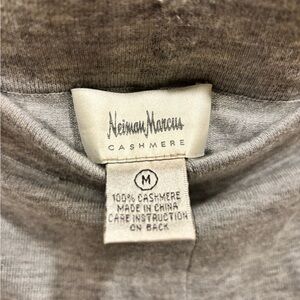 Neiman Marcus
CASHMERE
M
100% CASHMERE
MADE IN CHINA
CARE INSTRUCTION
ON BACK